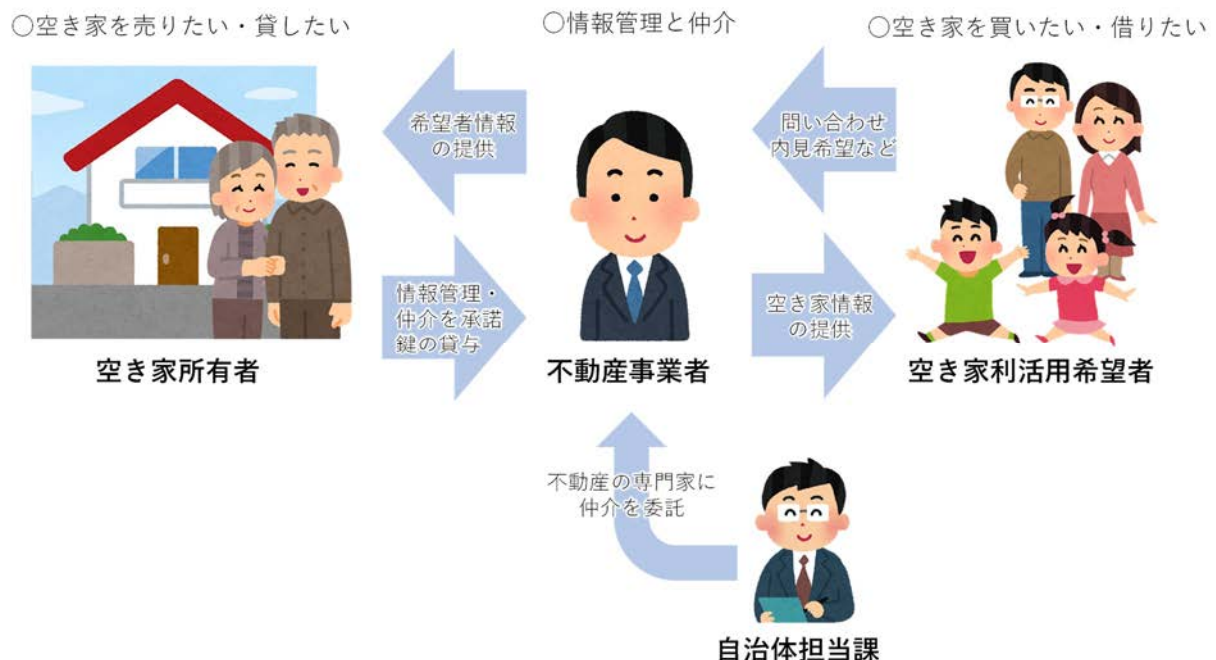 ○空き家を売りたい・貸したい
○情報管理と仲介
○空き家を買いたい・借りたい
希望者情報
の提供
問い合わせ
内見希望など
情報管理・
仲介を承諾
鍵の貸与
空き家情報
の提供
空き家所有者
不動産事業者
空き家利活用希望者
不動産の専門家に
仲介を委託
自治体担当課